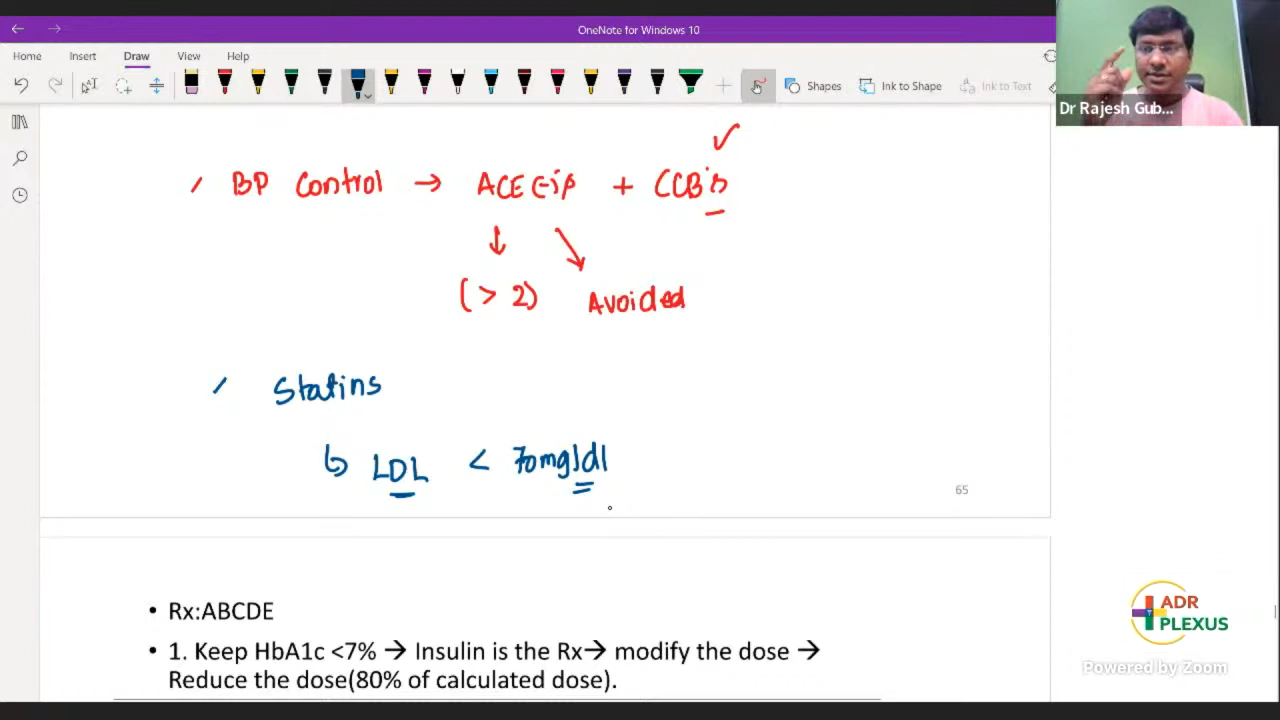 OneNote for Windows 10
Home Insert Draw View Help
Shapes Ink to Shape Ink to Text
Dr Rajesh Gub...
BP Control → + CCB's
(> 2) Avoided
Statins
LDL < 70mg/dl
65
• Rx:ABCDE
• 1. Keep HbA1c <7% → Insulin is the Rx→ modify the dose →
Reduce the dose(80% of calculated dose).
ADR
PLEXUS
Powered by Zoom